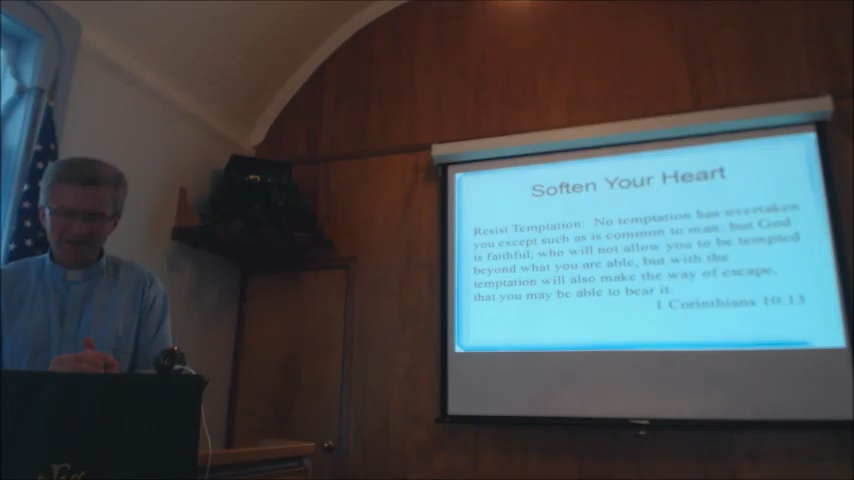 Soften Your Heart
Resist Temptation: No temptation has overtaken
you except such as is common to man; but God
is faithful, who will not allow you to be tempted
beyond what you are able, but with the
temptation will also make the way of escape,
that you may be able to bear it.
1 Corinthians 10:13